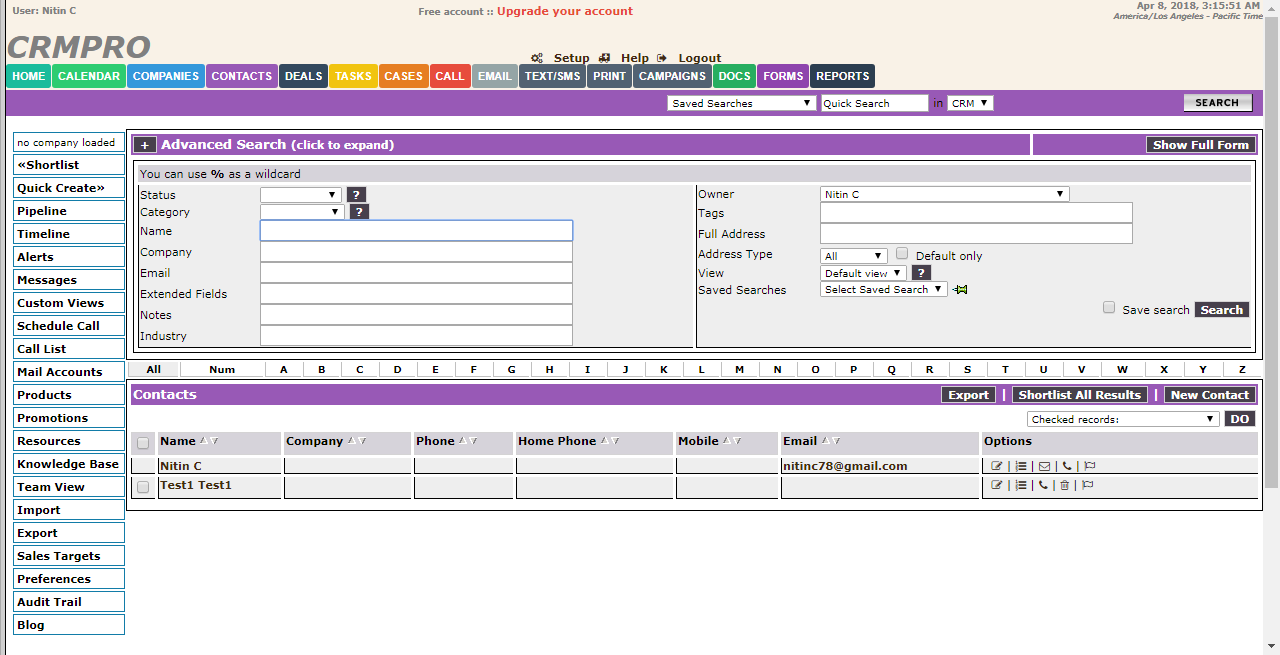 User: Nitin C
Free account :: Upgrade your account
Apr 8, 2018, 3:15:51 AM
America/Los Angeles - Pacific Time
CRMPRO
Setup Help Logout
HOME CALENDAR COMPANIES CONTACTS DEALS TASKS CASES CALL EMAIL TEXT/SMS PRINT CAMPAIGNS DOCS FORMS REPORTS
Saved Searches Quick Search in CRM SEARCH
no company loaded
«Shortlist
Quick Create»
Pipeline
Timeline
Alerts
Messages
Custom Views
Schedule Call
Call List
Mail Accounts
Products
Promotions
Resources
Knowledge Base
Team View
Import
Export
Sales Targets
Preferences
Audit Trail
Blog
+ Advanced Search (click to expand) Show Full Form
You can use % as a wildcard
Status ?
Category ?
Name
Company
Email
Extended Fields
Notes
Industry
Owner Nitin C
Tags
Full Address
Address Type All Default only
View Default view ?
Saved Searches Select Saved Search
Save search Search
All Num A B C D E F G H I J K L M N O P Q R S T U V W X Y Z
Contacts Export | Shortlist All Results | New Contact
Checked records: DO
Name Company Phone Home Phone Mobile Email Options
Nitin C nitinc78@gmail.com | | | |
Test1 Test1 | | | |